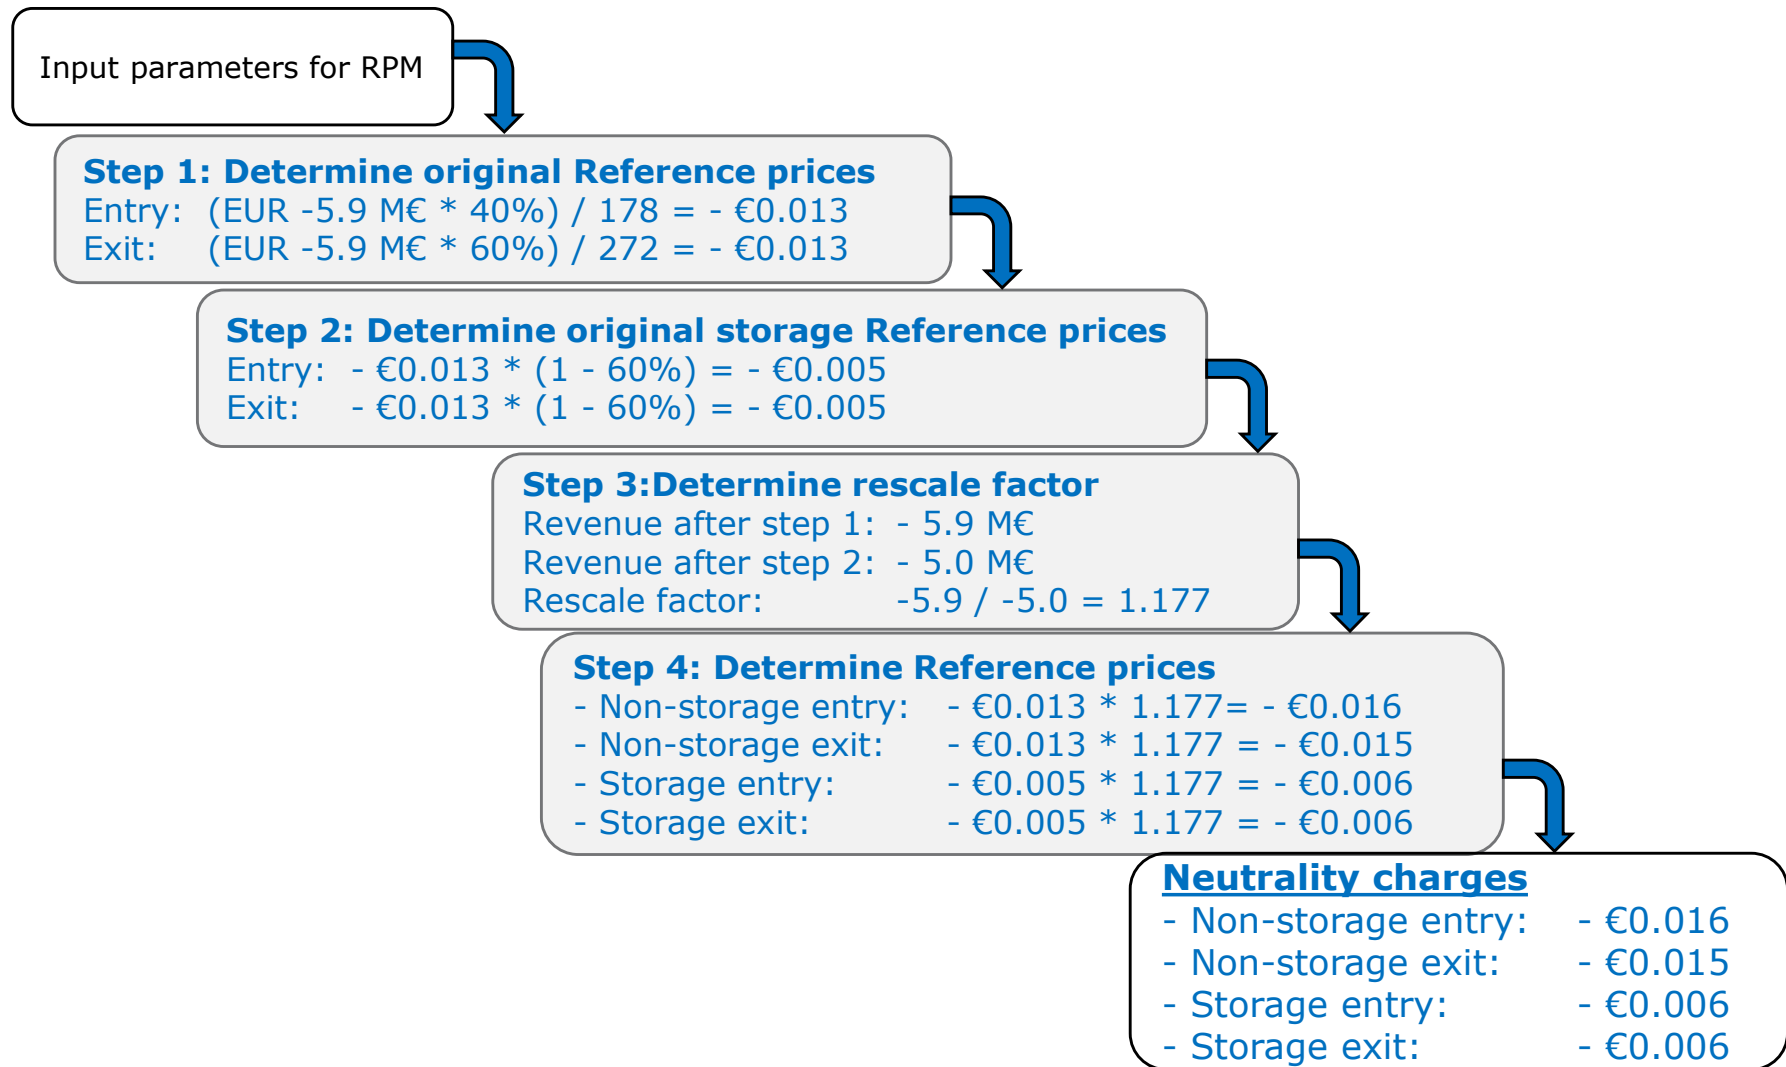 Input parameters for RPM
Step 1: Determine original Reference prices
Entry: (EUR -5.9 M€ * 40%) / 178 = - €0.013
Exit: (EUR -5.9 M€ * 60%) / 272 = - €0.013
Step 2: Determine original storage Reference prices
Entry: - €0.013 * (1 - 60%) = - €0.005
Exit: - €0.013 * (1 - 60%) = - €0.005
Step 3:Determine rescale factor
Revenue after step 1: - 5.9 M€
Revenue after step 2: - 5.0 M€
Rescale factor: -5.9 / -5.0 = 1.177
Step 4: Determine Reference prices
- Non-storage entry: - €0.013 * 1.177= - €0.016
- Non-storage exit: - €0.013 * 1.177 = - €0.015
- Storage entry: - €0.005 * 1.177 = - €0.006
- Storage exit: - €0.005 * 1.177 = - €0.006
Neutrality charges
- Non-storage entry: - €0.016
- Non-storage exit: - €0.015
- Storage entry: - €0.006
- Storage exit: - €0.006